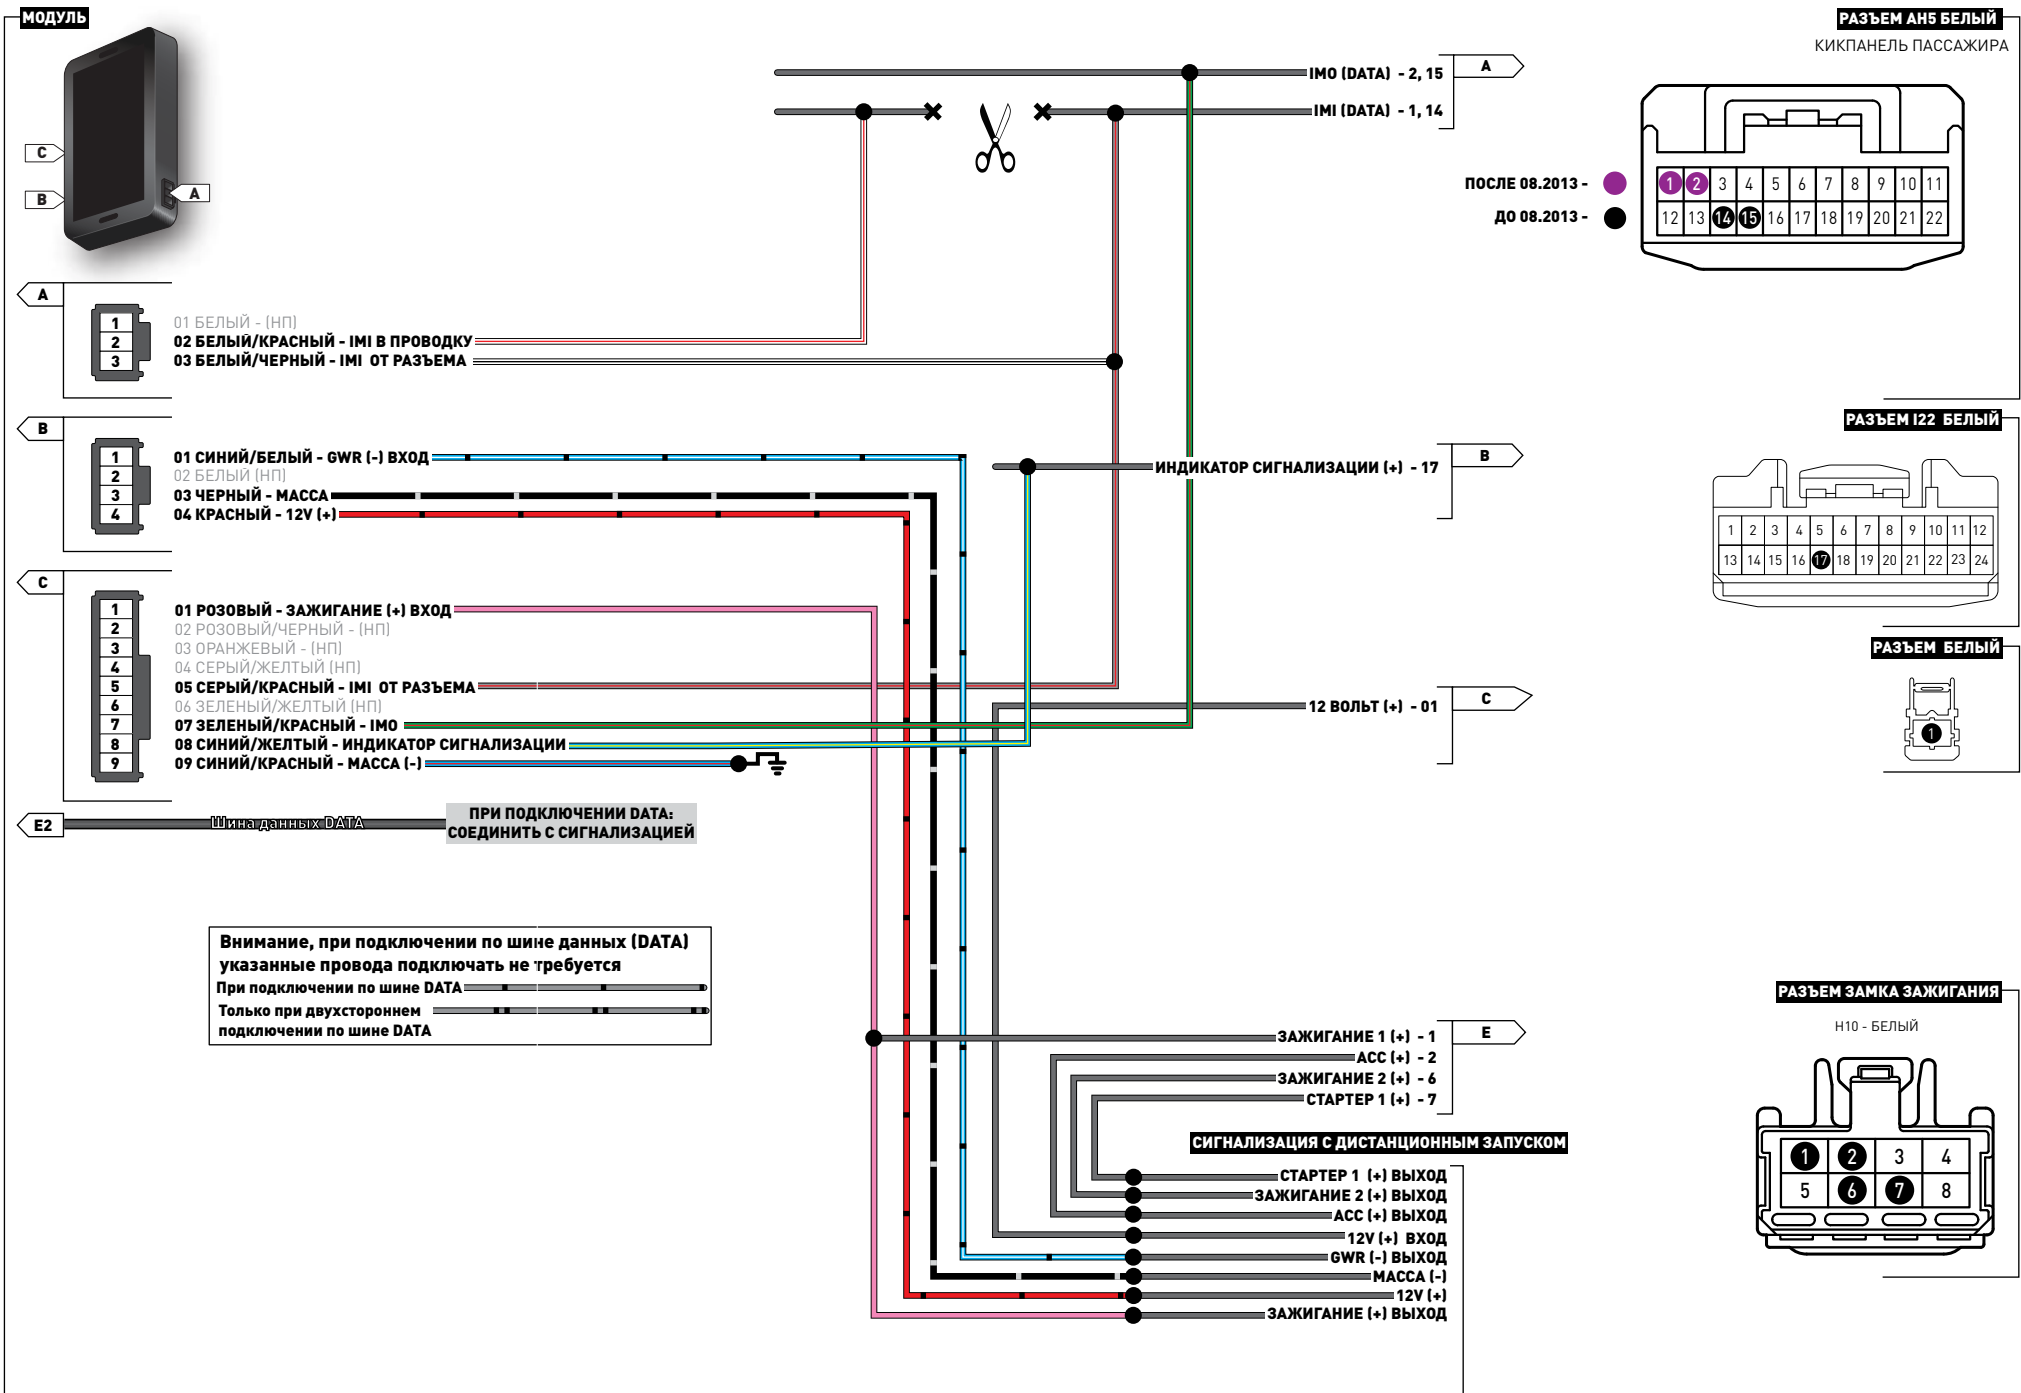 МОДУЛЬ
C
B
A
РАЗЪЕМ AH5 БЕЛЫЙ
КИКПАНЕЛЬ ПАССАЖИРА
IMO (DATA) - 2, 15
A
IMI (DATA) - 1, 14
ПОСЛЕ 08.2013 -
ДО 08.2013 -
1 2 3 4 5 6 7 8 9 10 11
12 13 14 15 16 17 18 19 20 21 22
A
1
2
3
01 БЕЛЫЙ - (НП)
02 БЕЛЫЙ/КРАСНЫЙ - IMI В ПРОВОДКУ
03 БЕЛЫЙ/ЧЕРНЫЙ - IMI ОТ РАЗЪЕМА
B
1
2
3
4
01 СИНИЙ/БЕЛЫЙ - GWR (-) ВХОД
02 БЕЛЫЙ (НП)
03 ЧЕРНЫЙ - МАССА
04 КРАСНЫЙ - 12V (+)
ИНДИКАТОР СИГНАЛИЗАЦИИ (+) - 17
B
РАЗЪЕМ I22 БЕЛЫЙ
1 2 3 4 5 6 7 8 9 10 11 12
13 14 15 16 17 18 19 20 21 22 23 24
C
1
2
3
4
5
6
7
8
9
01 РОЗОВЫЙ - ЗАЖИГАНИЕ (+) ВХОД
02 РОЗОВЫЙ/ЧЕРНЫЙ - (НП)
03 ОРАНЖЕВЫЙ - (НП)
04 СЕРЫЙ/ЖЕЛТЫЙ (НП)
05 СЕРЫЙ/КРАСНЫЙ - IMI ОТ РАЗЪЕМА
06 ЗЕЛЕНЫЙ/ЖЕЛТЫЙ (НП)
07 ЗЕЛЕНЫЙ/КРАСНЫЙ - IMO
08 СИНИЙ/ЖЕЛТЫЙ - ИНДИКАТОР СИГНАЛИЗАЦИИ
09 СИНИЙ/КРАСНЫЙ - МАССА (-)
12 ВОЛЬТ (+) - 01
C
РАЗЪЕМ БЕЛЫЙ
1
E2
Шина данных DATA
ПРИ ПОДКЛЮЧЕНИИ DATA:
СОЕДИНИТЬ С СИГНАЛИЗАЦИЕЙ
Внимание, при подключении по шине данных (DATA)
указанные провода подключать не требуется
При подключении по шине DATA
Только при двухстороннем
подключении по шине DATA
ЗАЖИГАНИЕ 1 (+) - 1
E
ACC (+) - 2
ЗАЖИГАНИЕ 2 (+) - 6
СТАРТЕР 1 (+) - 7
РАЗЪЕМ ЗАМКА ЗАЖИГАНИЯ
H10 - БЕЛЫЙ
1 2 3 4
5 6 7 8
СИГНАЛИЗАЦИЯ С ДИСТАНЦИОННЫМ ЗАПУСКОМ
СТАРТЕР 1 (+) ВЫХОД
ЗАЖИГАНИЕ 2 (+) ВЫХОД
ACC (+) ВЫХОД
12V (+) ВХОД
GWR (-) ВЫХОД
МАССА (-)
12V (+)
ЗАЖИГАНИЕ (+) ВЫХОД